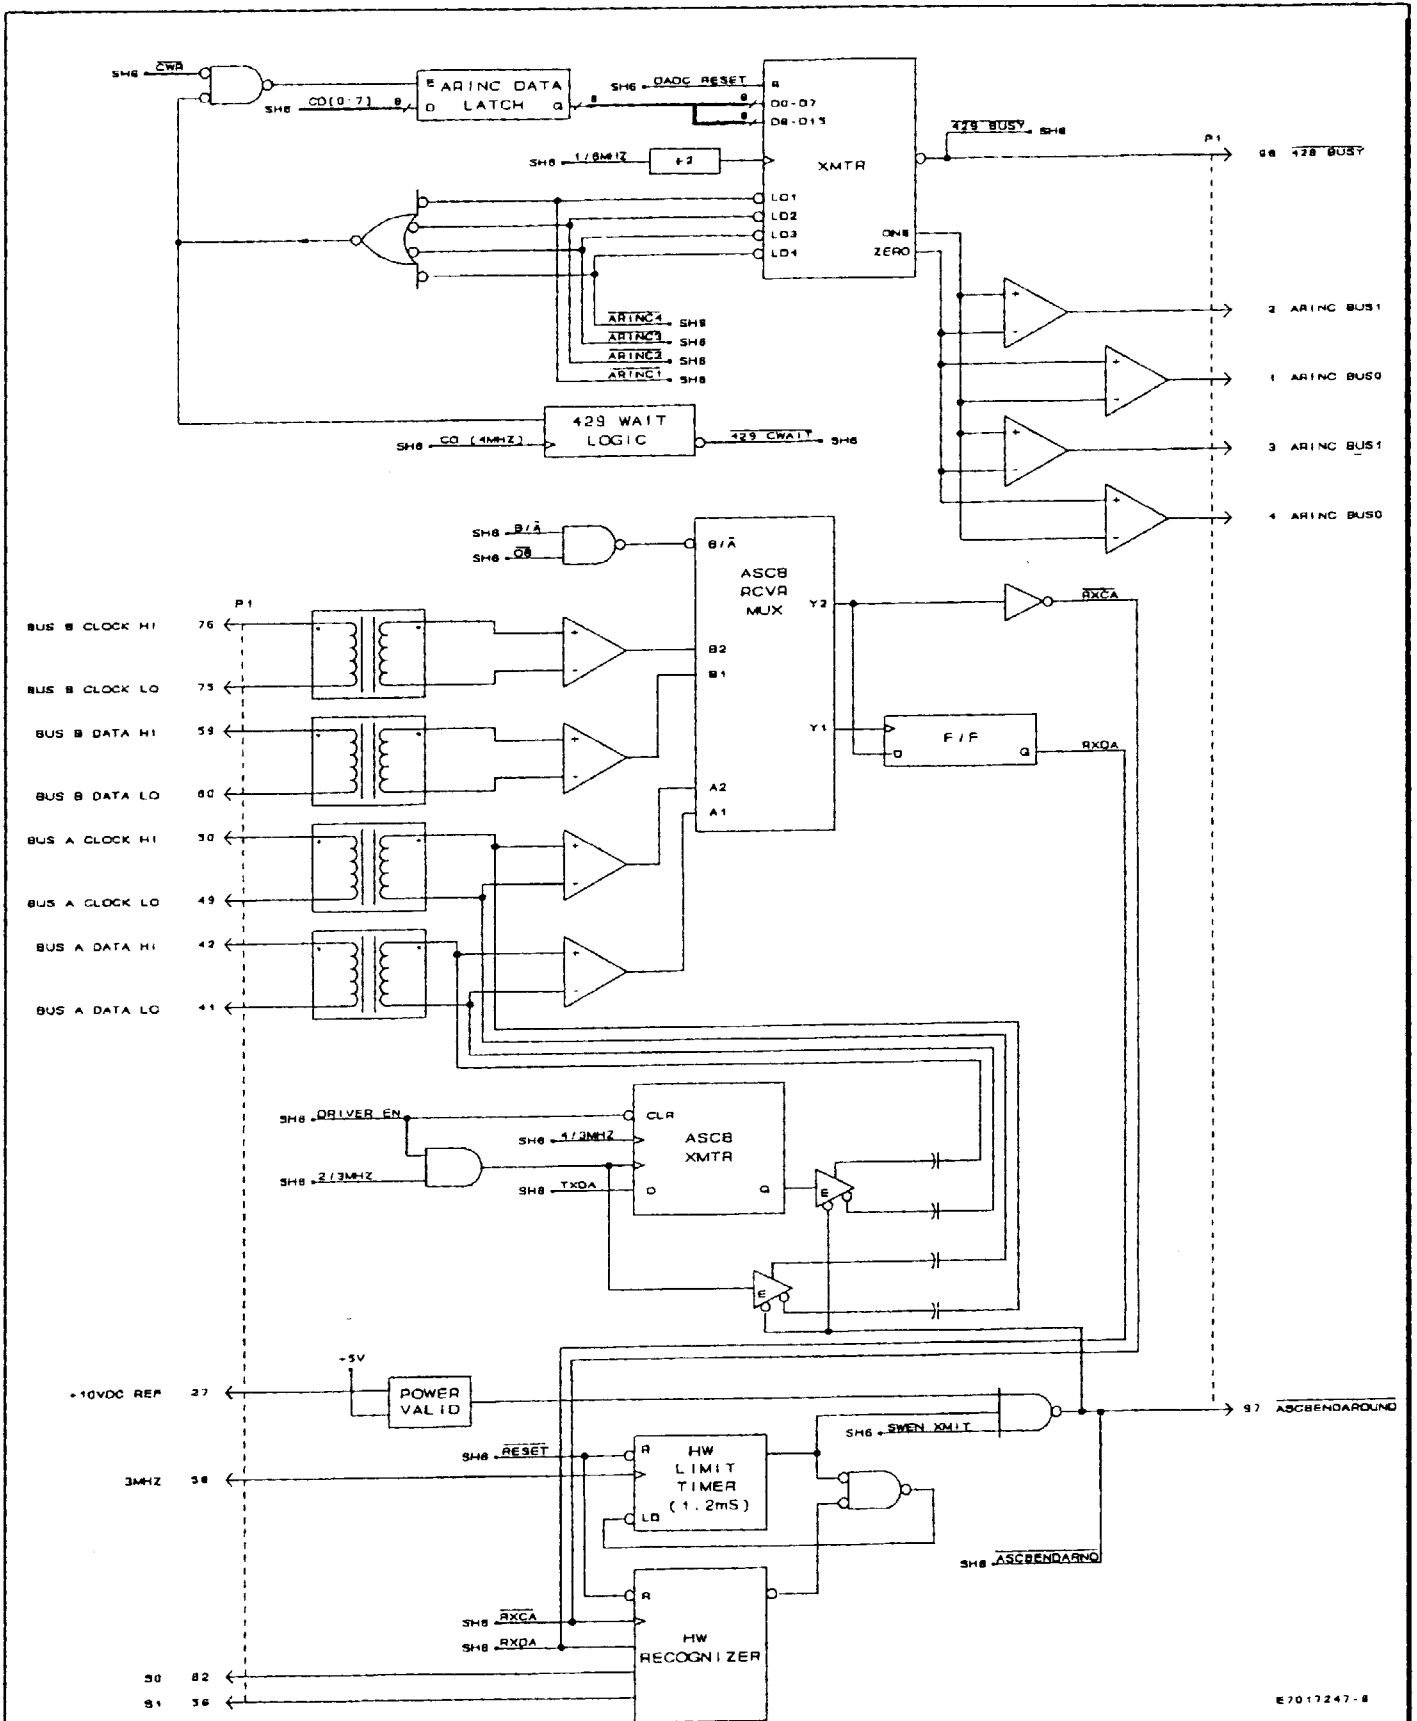 SH6 CWR
SH6 CD[0:7] 8
E ARINC DATA
D LATCH Q
8
SH6 DADC RESET
R
8 D0-D7
8 D8-D15
SH6 1/6MHZ
÷2
XMTR
LD1
LD2
LD3
LD4
ONE
ZERO
429 BUSY SH6
P1
98 429 BUSY
2 ARINC BUS1
1 ARINC BUS0
3 ARINC BUS1
4 ARINC BUS0
ARINC4 SH6
ARINC3 SH6
ARINC2 SH6
ARINC1 SH6
429 WAIT
LOGIC
SH6 CO (4MHZ)
429 CWAIT SH6
SH6 B/A
SH6 OB
B/A
ASCB
RCVR
MUX
Y2
B2
B1
Y1
A2
A1
RXCA
F/F
D Q
RXDA
P1
BUS B CLOCK HI 76
BUS B CLOCK LO 75
BUS B DATA HI 59
BUS B DATA LO 60
BUS A CLOCK HI 50
BUS A CLOCK LO 49
BUS A DATA HI 42
BUS A DATA LO 41
SH6 DRIVER EN
SH6 2/3MHZ
SH6 4/3MHZ
SH6 TXDA
CLR
ASCB
XMTR
D Q
E
E
+5V
+10VDC REF 27
POWER
VALID
SH6 SWEN XMIT
97 ASCBENDAROUND
SH6 RESET
3MHZ 58
R HW
LIMIT
TIMER
(1.2mS)
LD
SH6 ASCBENDARND
R
SH6 RXCA
SH6 RXDA
HW
RECOGNIZER
S0 82
S1 56
E7017247-6